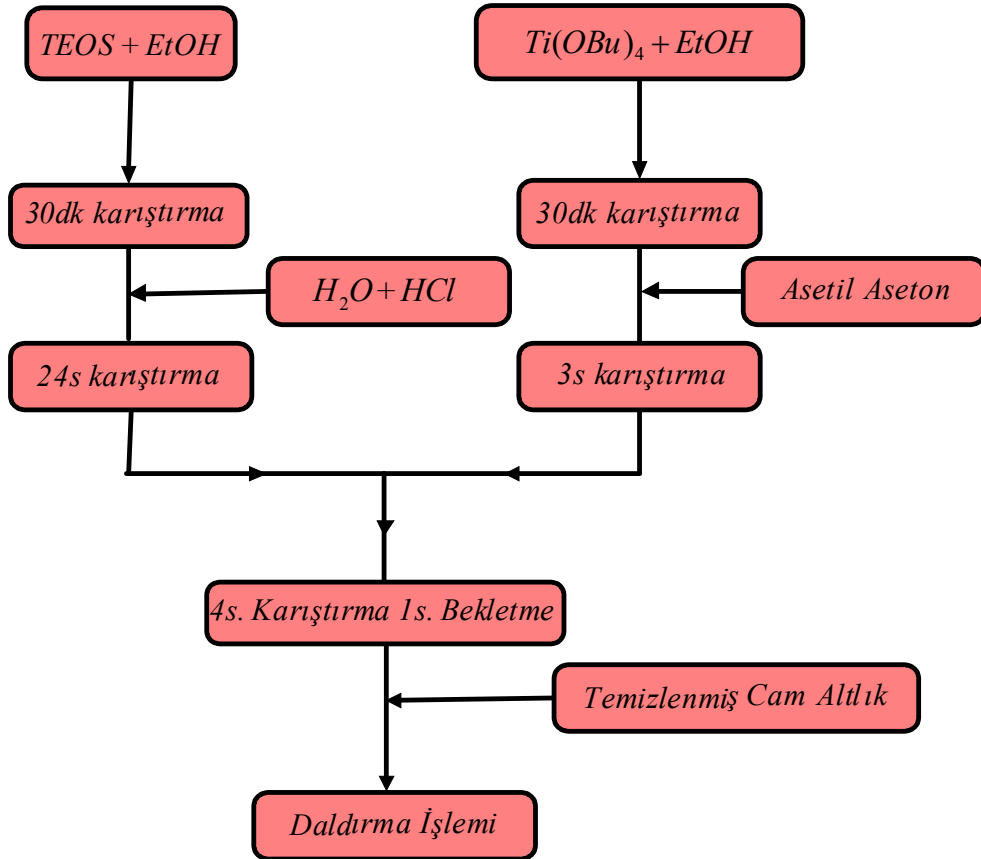 TEOS + EtOH
Ti(OBu)₄ + EtOH
30dk karıştırma
30dk karıştırma
H₂O + HCl
Asetil Aseton
24s karıştırma
3s karıştırma
4s. Karıştırma 1s. Bekletme
Temizlenmiş Cam Altlık
Daldırma İşlemi